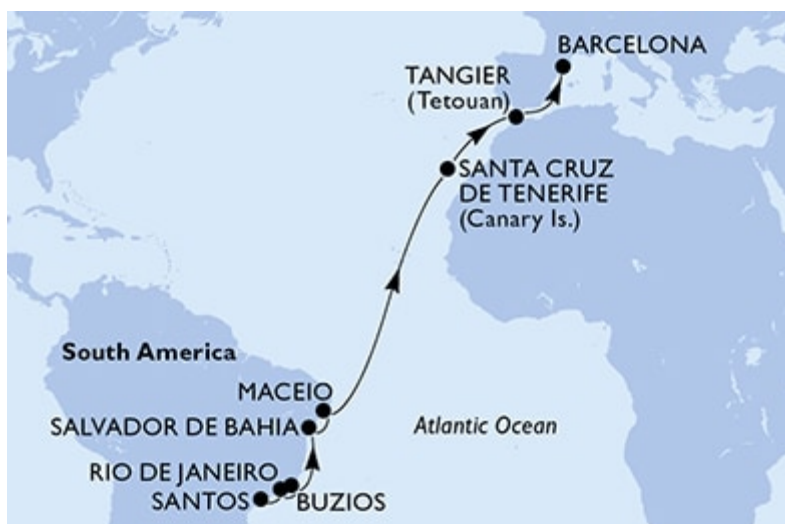 BARCELONA
TANGIER
(Tetouan)
SANTA CRUZ
DE TENERIFE
(Canary Is.)
South America
MACEIO
SALVADOR DE BAHIA
Atlantic Ocean
RIO DE JANEIRO
SANTOS
BUZIOS